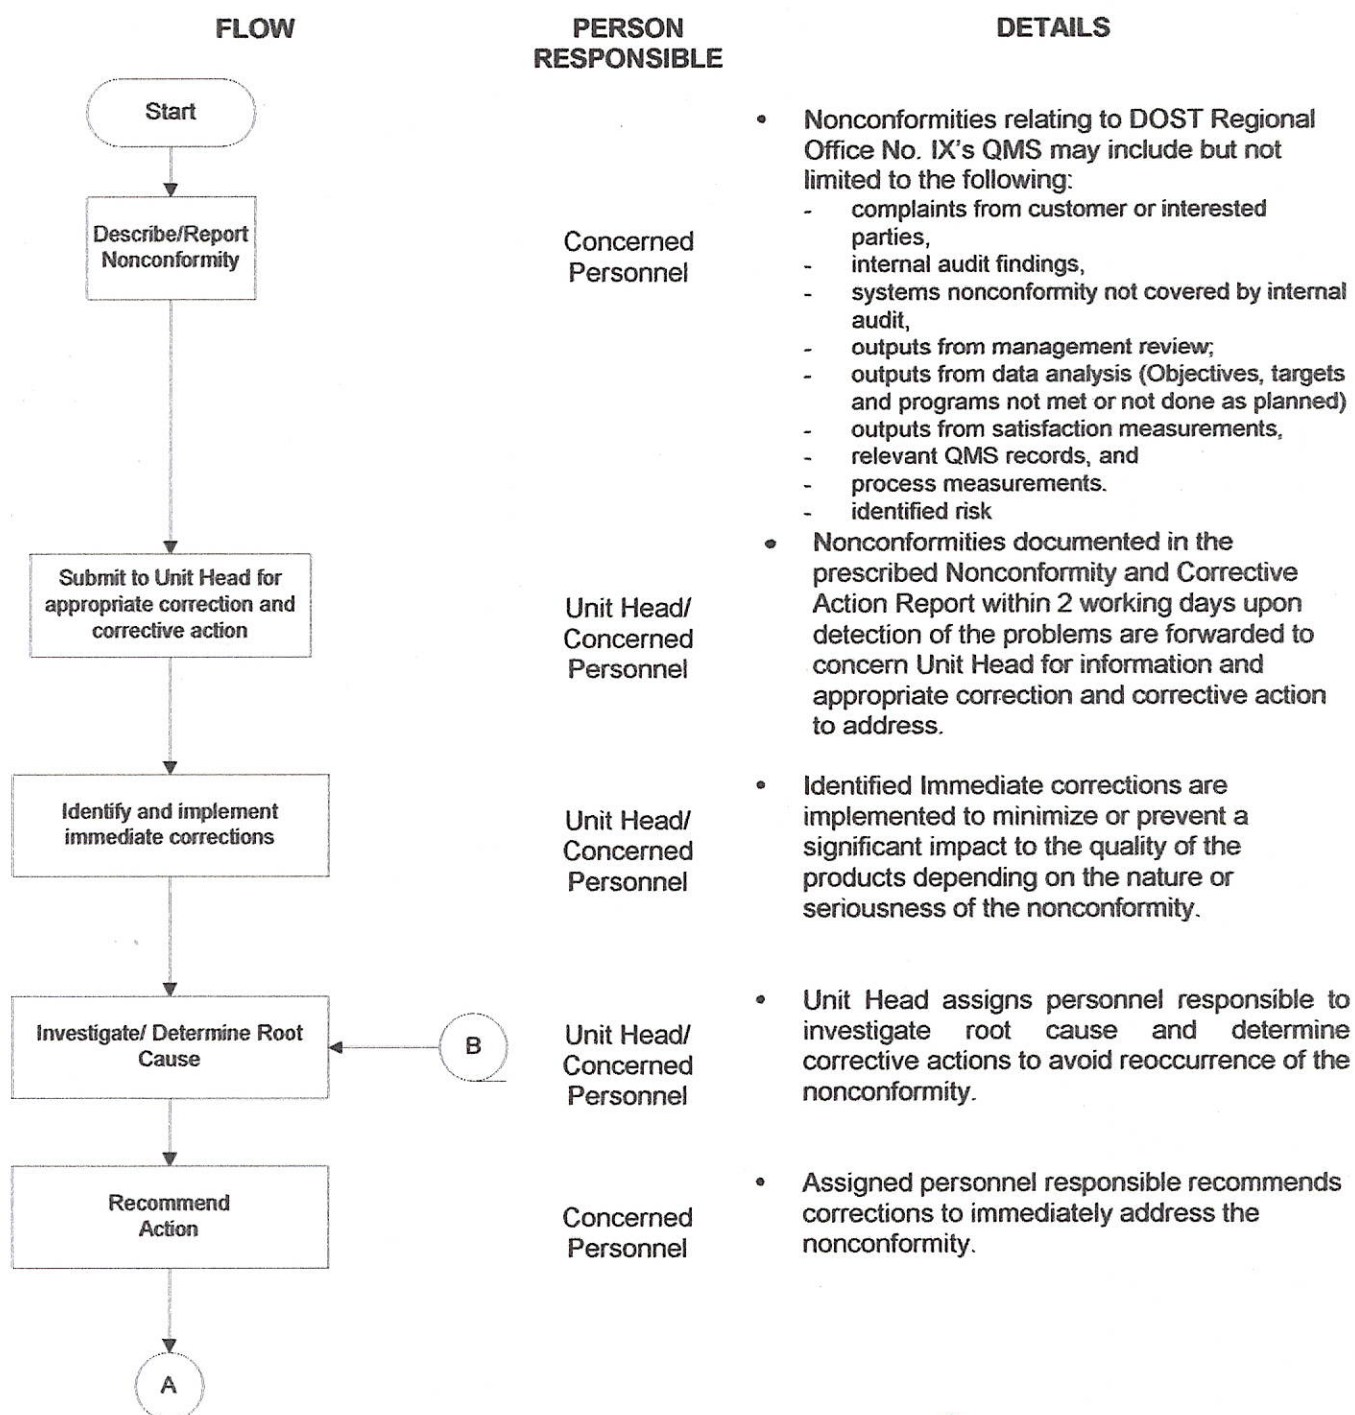 FLOW
PERSON
RESPONSIBLE
DETAILS
Start
• Nonconformities relating to DOST Regional
Office No. IX's QMS may include but not
limited to the following:
- complaints from customer or interested
parties,
- internal audit findings,
- systems nonconformity not covered by internal
audit,
- outputs from management review;
- outputs from data analysis (Objectives, targets
and programs not met or not done as planned)
- outputs from satisfaction measurements,
- relevant QMS records, and
- process measurements.
- identified risk
Describe/Report
Nonconformity
Concerned
Personnel
Submit to Unit Head for
appropriate correction and
corrective action
Unit Head/
Concerned
Personnel
• Nonconformities documented in the
prescribed Nonconformity and Corrective
Action Report within 2 working days upon
detection of the problems are forwarded to
concern Unit Head for information and
appropriate correction and corrective action
to address.
Identify and implement
immediate corrections
Unit Head/
Concerned
Personnel
• Identified Immediate corrections are
implemented to minimize or prevent a
significant impact to the quality of the
products depending on the nature or
seriousness of the nonconformity.
Investigate/ Determine Root
Cause
B
Unit Head/
Concerned
Personnel
• Unit Head assigns personnel responsible to
investigate root cause and determine
corrective actions to avoid reoccurrence of the
nonconformity.
Recommend
Action
Concerned
Personnel
• Assigned personnel responsible recommends
corrections to immediately address the
nonconformity.
A